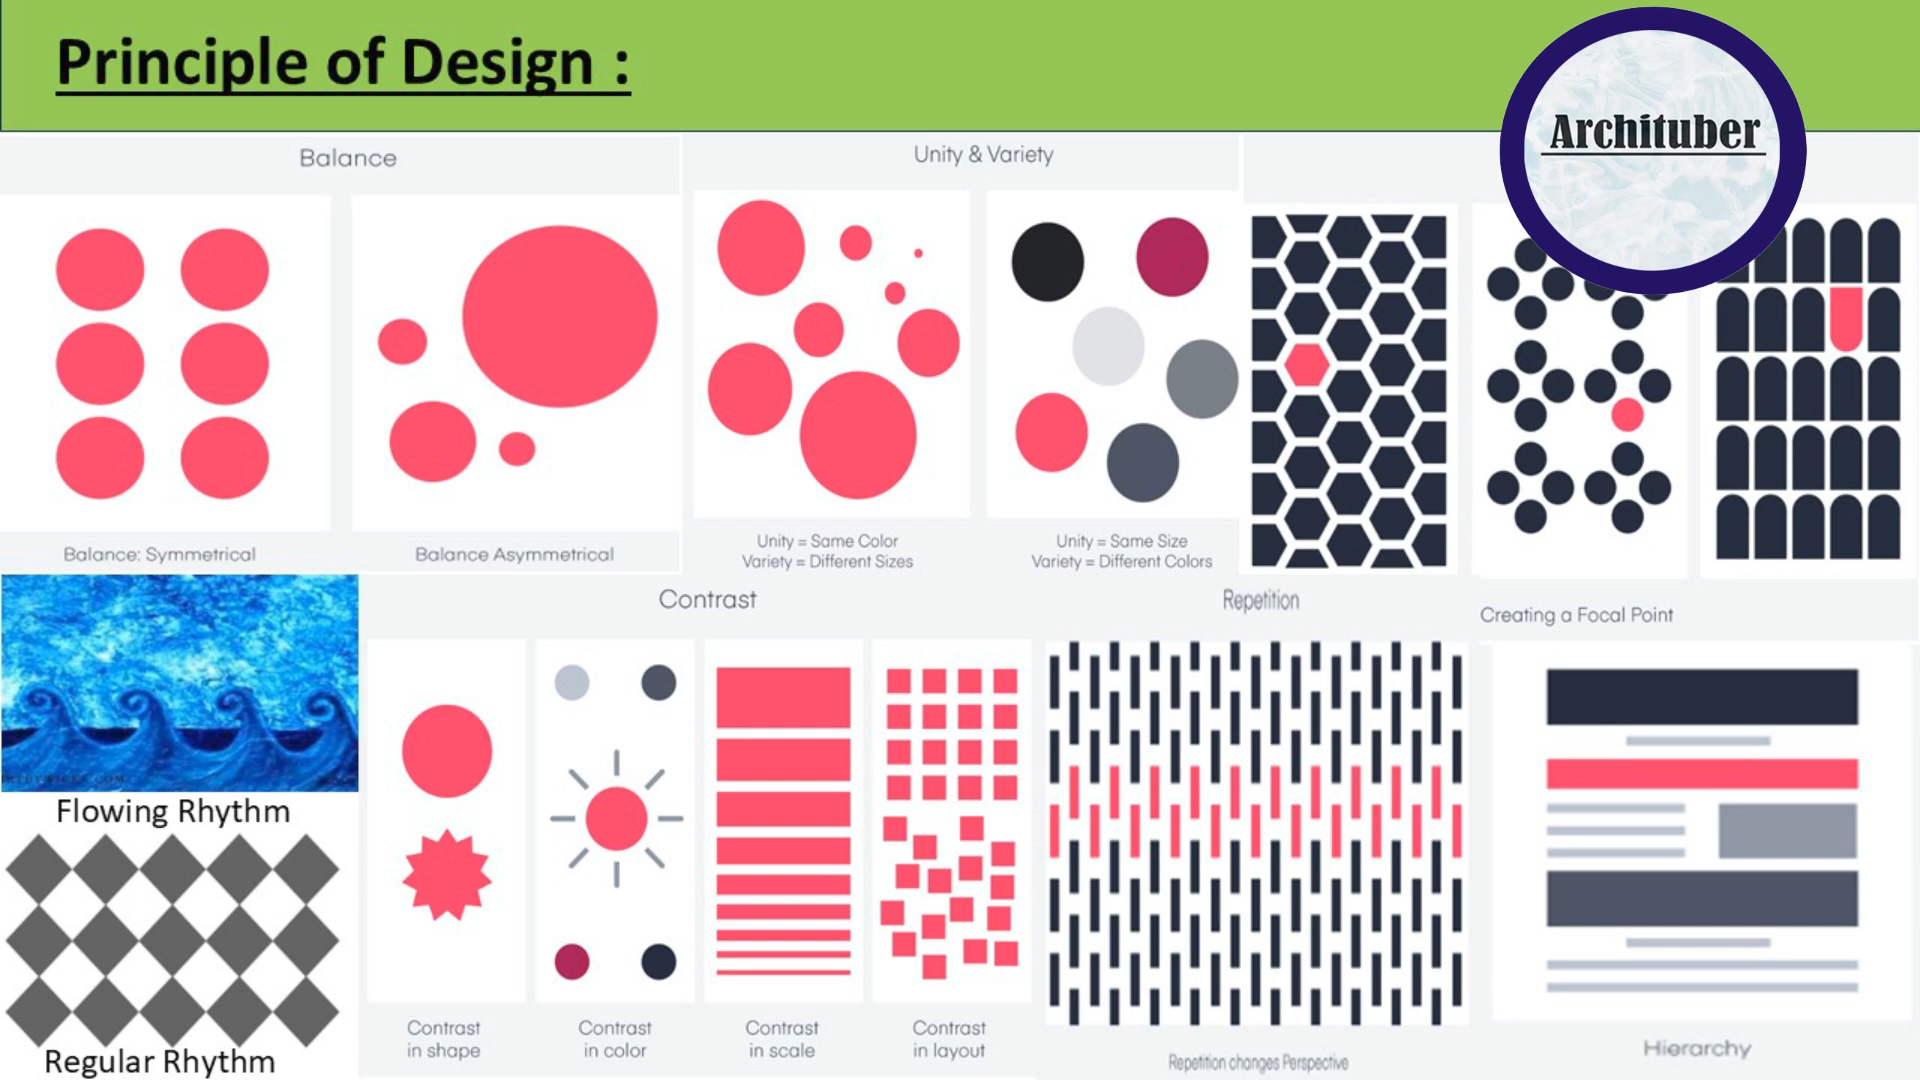 Principle of Design :
Archituber
Balance
Unity & Variety
Balance: Symmetrical
Balance Asymmetrical
Unity = Same Color
Variety = Different Sizes
Unity = Same Size
Variety = Different Colors
Contrast
Repetition
Creating a Focal Point
Flowing Rhythm
Regular Rhythm
Contrast
in shape
Contrast
in color
Contrast
in scale
Contrast
in layout
Repetition changes Perspective
Hierarchy